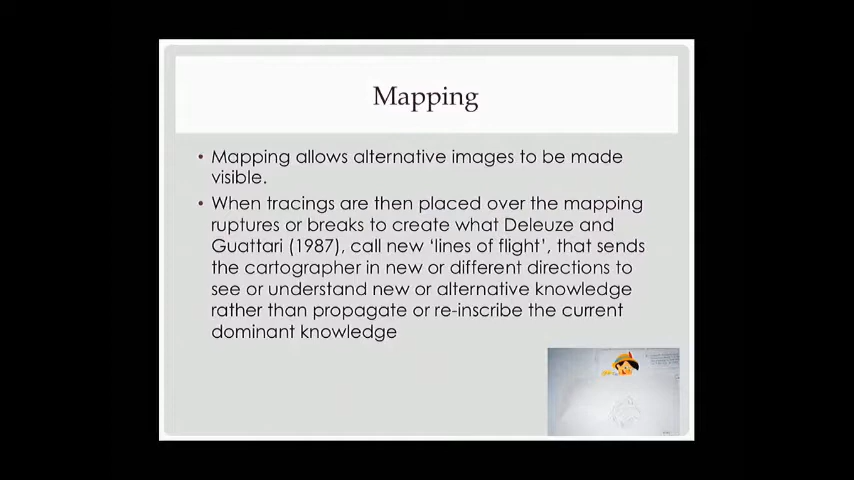 Mapping
• Mapping allows alternative images to be made
visible.
• When tracings are then placed over the mapping
ruptures or breaks to create what Deleuze and
Guattari (1987), call new ‘lines of flight’, that sends
the cartographer in new or different directions to
see or understand new or alternative knowledge
rather than propagate or re-inscribe the current
dominant knowledge